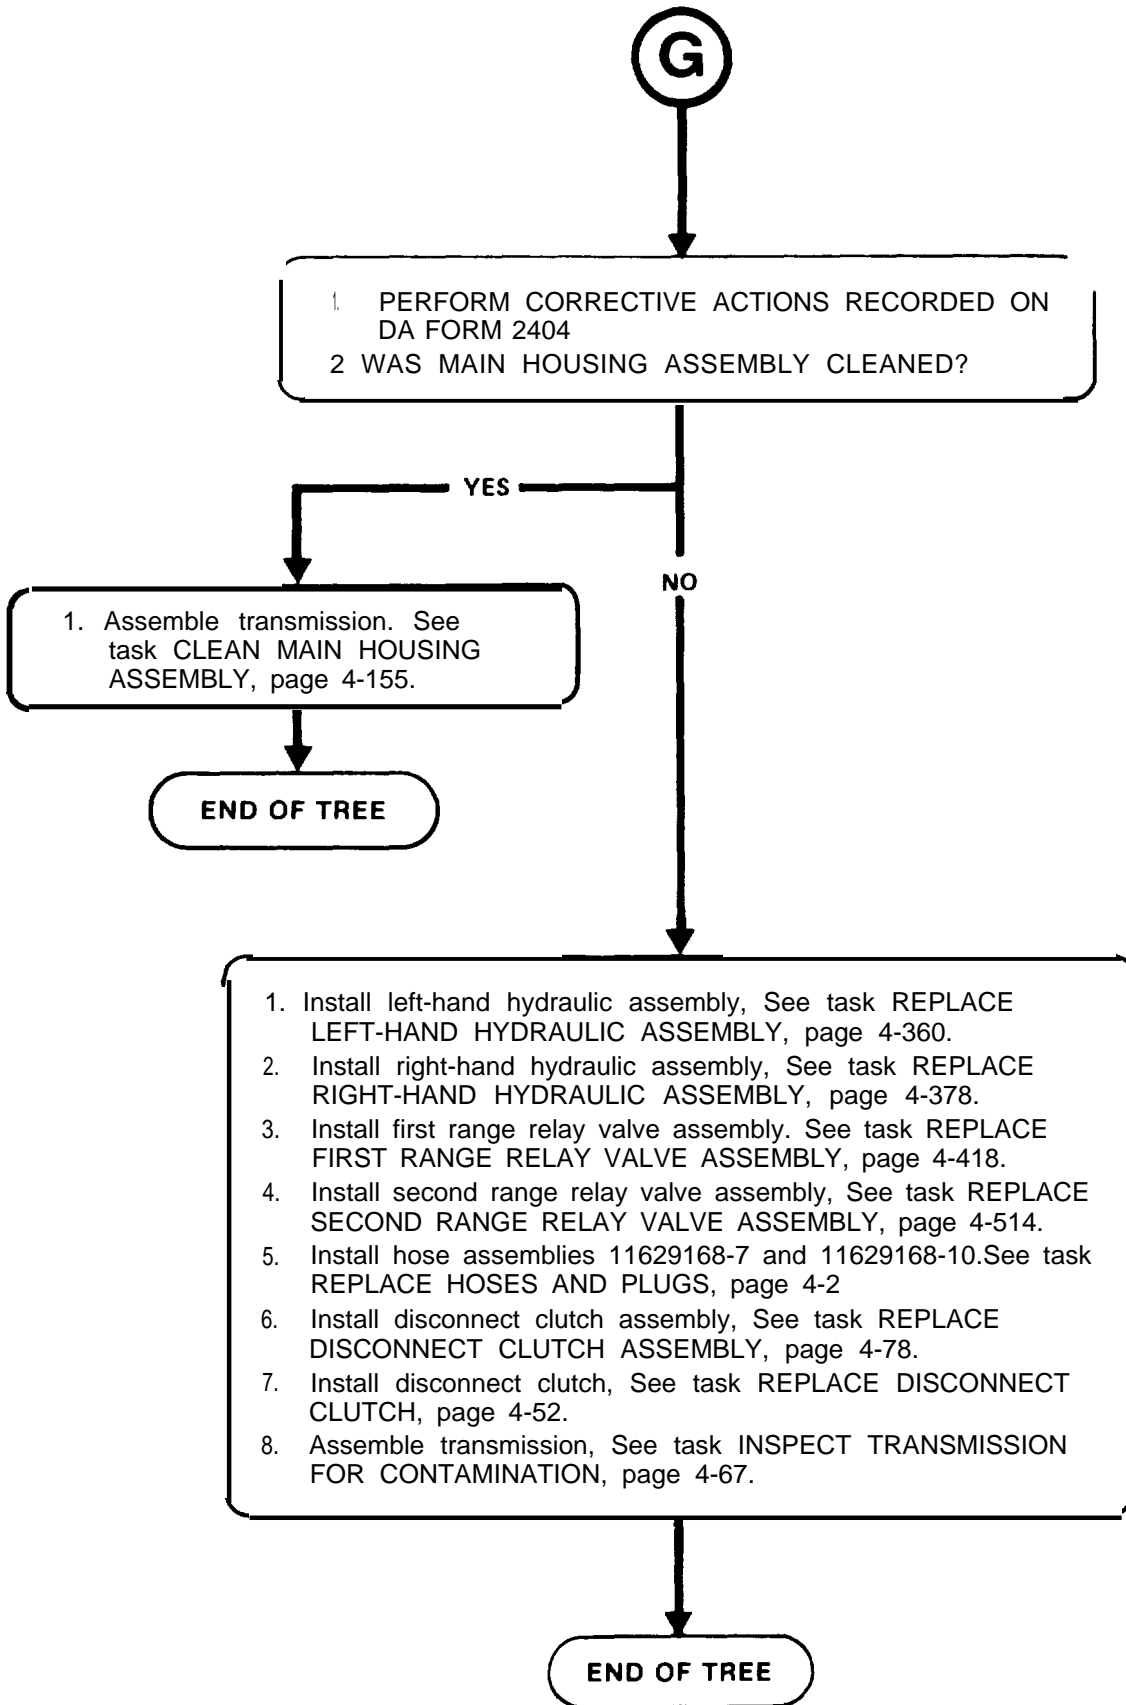 G
1. PERFORM CORRECTIVE ACTIONS RECORDED ON
DA FORM 2404
2 WAS MAIN HOUSING ASSEMBLY CLEANED?
YES
NO
1. Assemble transmission. See
task CLEAN MAIN HOUSING
ASSEMBLY, page 4-155.
END OF TREE
1. Install left-hand hydraulic assembly, See task REPLACE
LEFT-HAND HYDRAULIC ASSEMBLY, page 4-360.
2. Install right-hand hydraulic assembly, See task REPLACE
RIGHT-HAND HYDRAULIC ASSEMBLY, page 4-378.
3. Install first range relay valve assembly. See task REPLACE
FIRST RANGE RELAY VALVE ASSEMBLY, page 4-418.
4. Install second range relay valve assembly, See task REPLACE
SECOND RANGE RELAY VALVE ASSEMBLY, page 4-514.
5. Install hose assemblies 11629168-7 and 11629168-10.See task
REPLACE HOSES AND PLUGS, page 4-2
6. Install disconnect clutch assembly, See task REPLACE
DISCONNECT CLUTCH ASSEMBLY, page 4-78.
7. Install disconnect clutch, See task REPLACE DISCONNECT
CLUTCH, page 4-52.
8. Assemble transmission, See task INSPECT TRANSMISSION
FOR CONTAMINATION, page 4-67.
END OF TREE